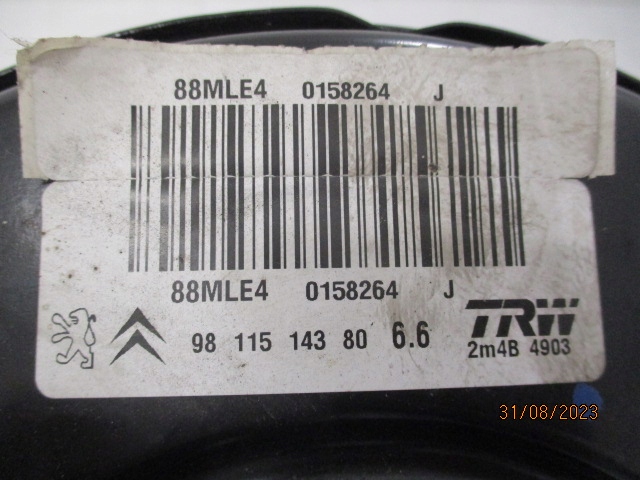 88MLE4 0158264 J
88MLE4 0158264 J
98 115 143 80 6.6
TRW
2m4B 4903
31/08/2023